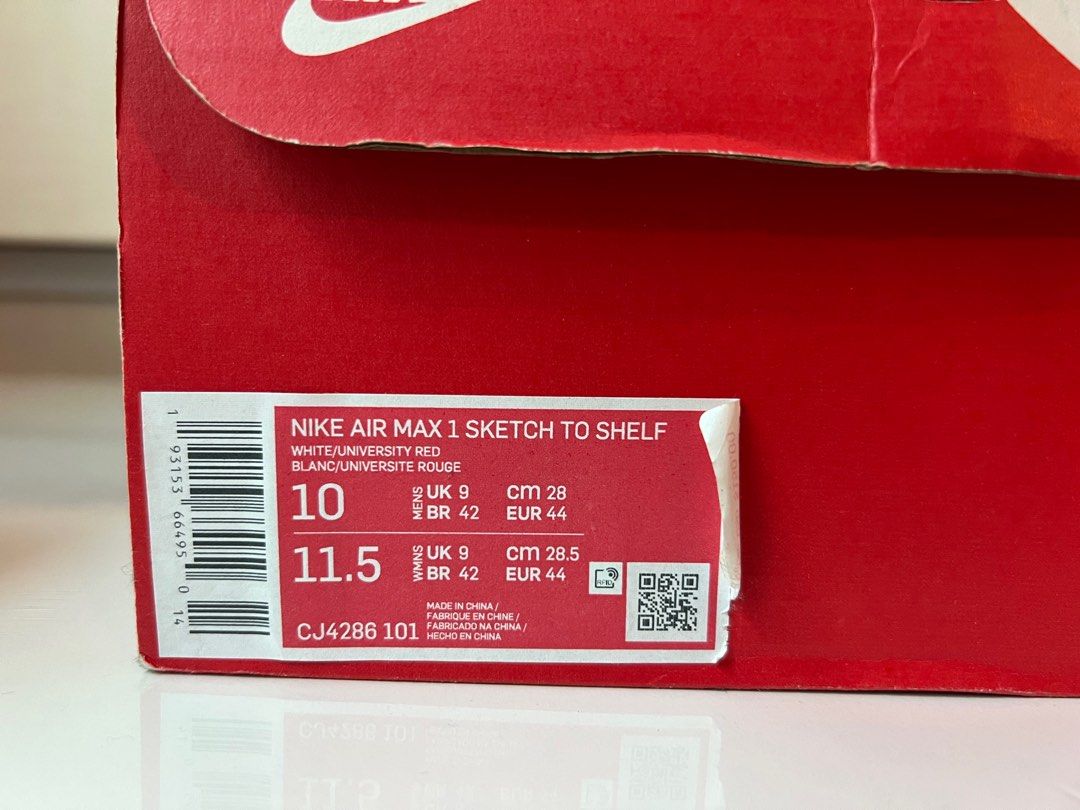 1 93153 66495 0 14
NIKE AIR MAX 1 SKETCH TO SHELF
WHITE/UNIVERSITY RED
BLANC/UNIVERSITE ROUGE
10 MENS UK 9 cm 28
BR 42 EUR 44
11.5 WMNS UK 9 cm 28.5
BR 42 EUR 44
RFID
CJ4286 101
MADE IN CHINA /
FABRIQUE EN CHINE /
FABRICADO NA CHINA /
HECHO EN CHINA